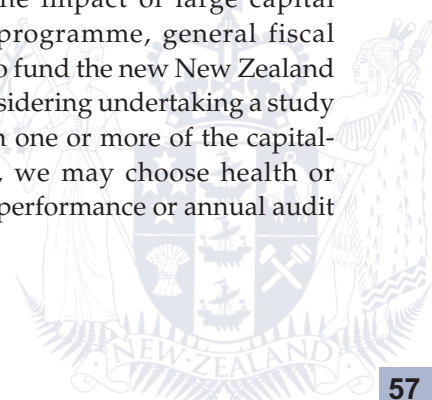 he impact of large capital
programme, general fiscal
o fund the new New Zealand
sidering undertaking a study
n one or more of the capital-
, we may choose health or
performance or annual audit
NEW·ZEALAND
57